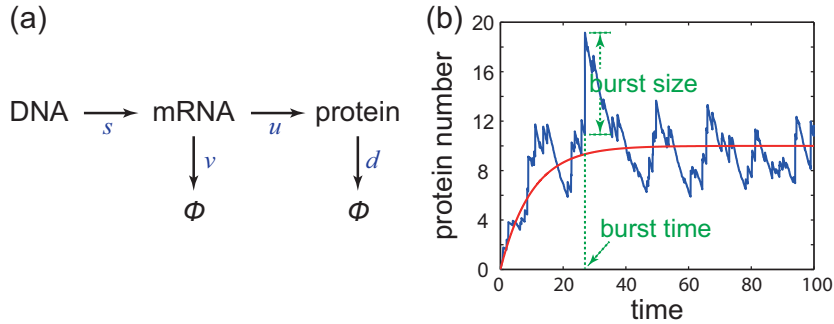 (a)
DNA s mRNA u protein
v d
Φ Φ
(b)
protein number
20
16
12
8
4
0
burst size
burst time
0 20 40 60 80 100
time